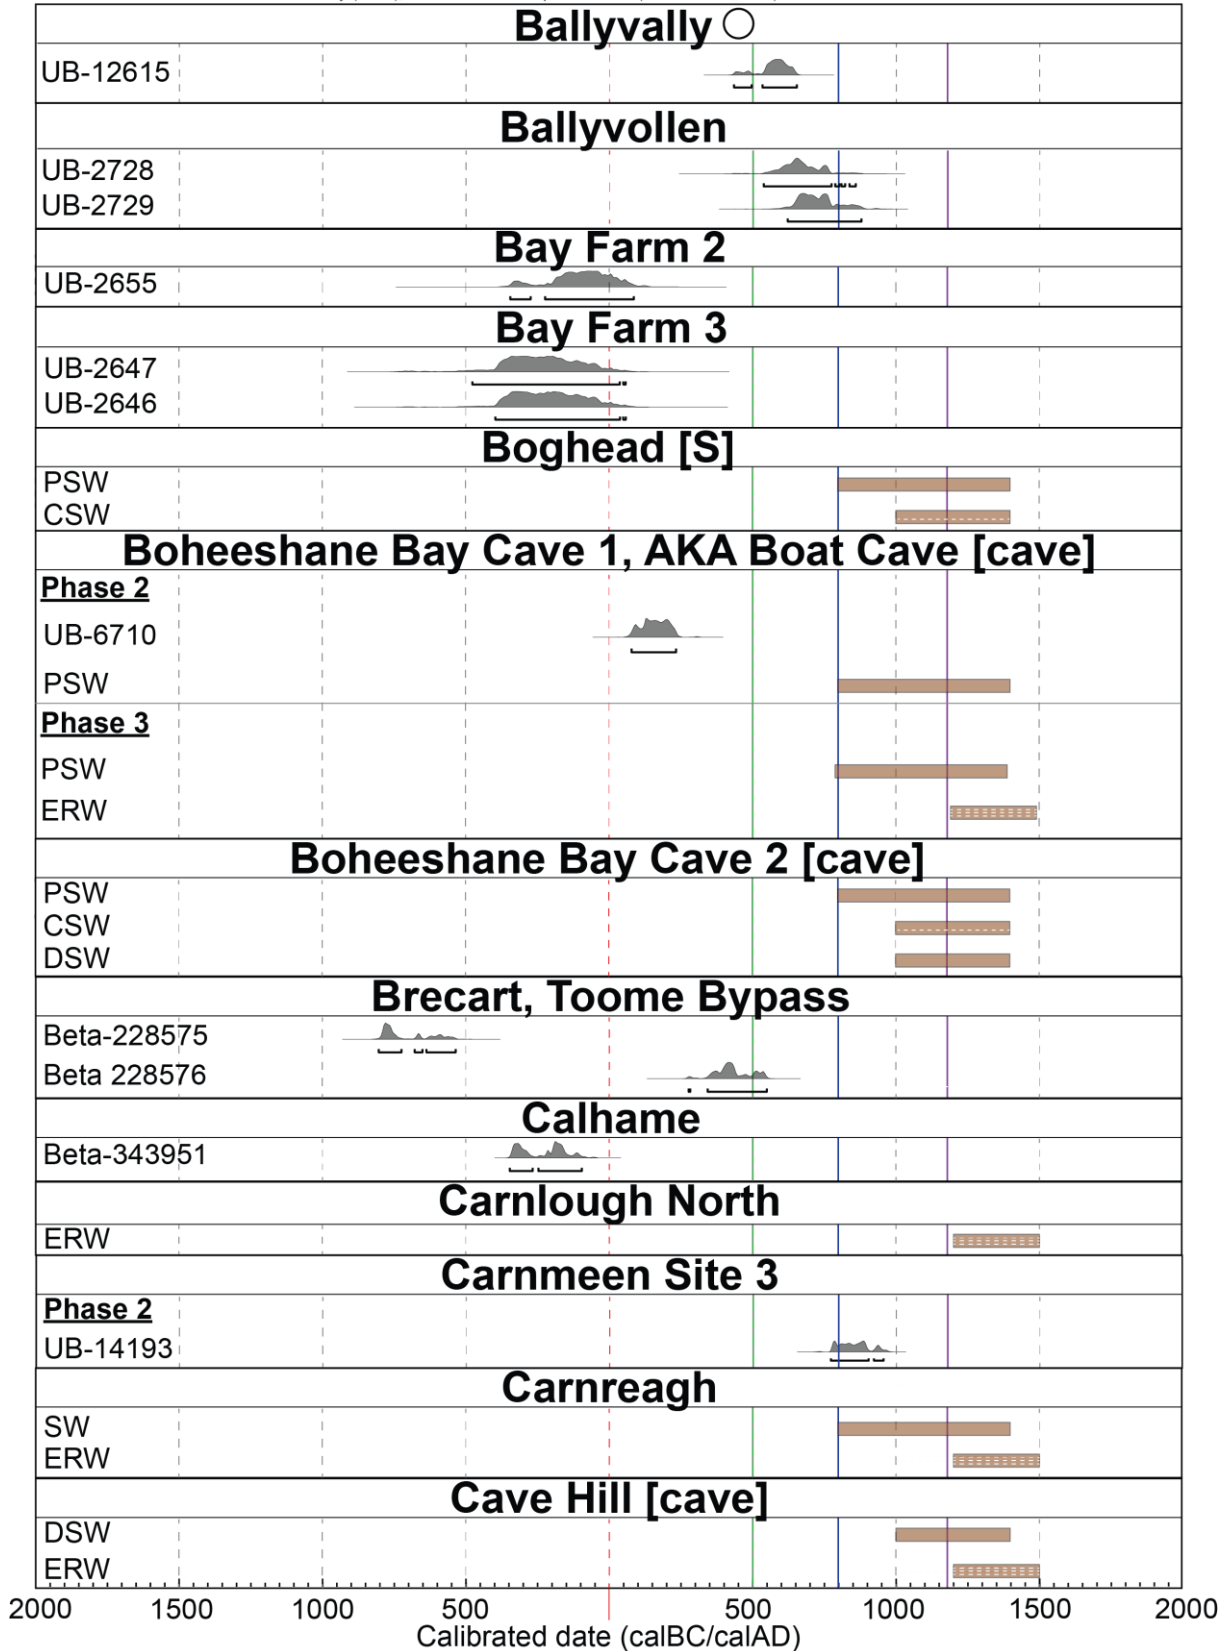 Ballyvally
UB-12615
Ballyvollen
UB-2728
UB-2729
Bay Farm 2
UB-2655
Bay Farm 3
UB-2647
UB-2646
Boghead [S]
PSW
CSW
Boheeshane Bay Cave 1, AKA Boat Cave [cave]
Phase 2
UB-6710
PSW
Phase 3
PSW
ERW
Boheeshane Bay Cave 2 [cave]
PSW
CSW
DSW
Brecart, Toome Bypass
Beta-228575
Beta 228576
Calhame
Beta-343951
Carnlough North
ERW
Carnmeen Site 3
Phase 2
UB-14193
Carnreagh
SW
ERW
Cave Hill [cave]
DSW
ERW
2000 1500 1000 500 500 1000 1500 2000
Calibrated date (calBC/calAD)